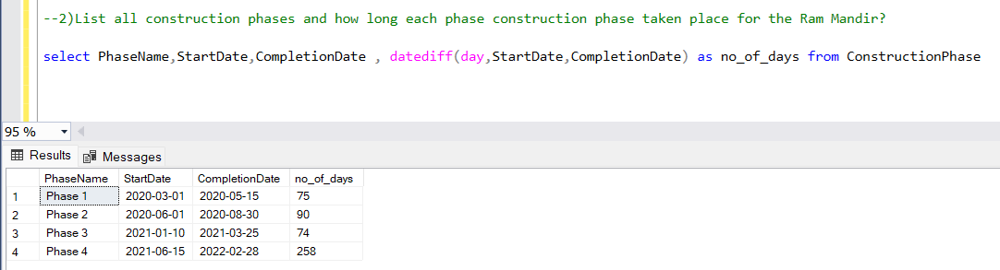 --2)List all construction phases and how long each phase construction phase taken place for the Ram Mandir?
select PhaseName,StartDate,CompletionDate , datediff(day,StartDate,CompletionDate) as no_of_days from ConstructionPhase
95 %
Results Messages
PhaseName StartDate CompletionDate no_of_days
1 Phase 1 2020-03-01 2020-05-15 75
2 Phase 2 2020-06-01 2020-08-30 90
3 Phase 3 2021-01-10 2021-03-25 74
4 Phase 4 2021-06-15 2022-02-28 258